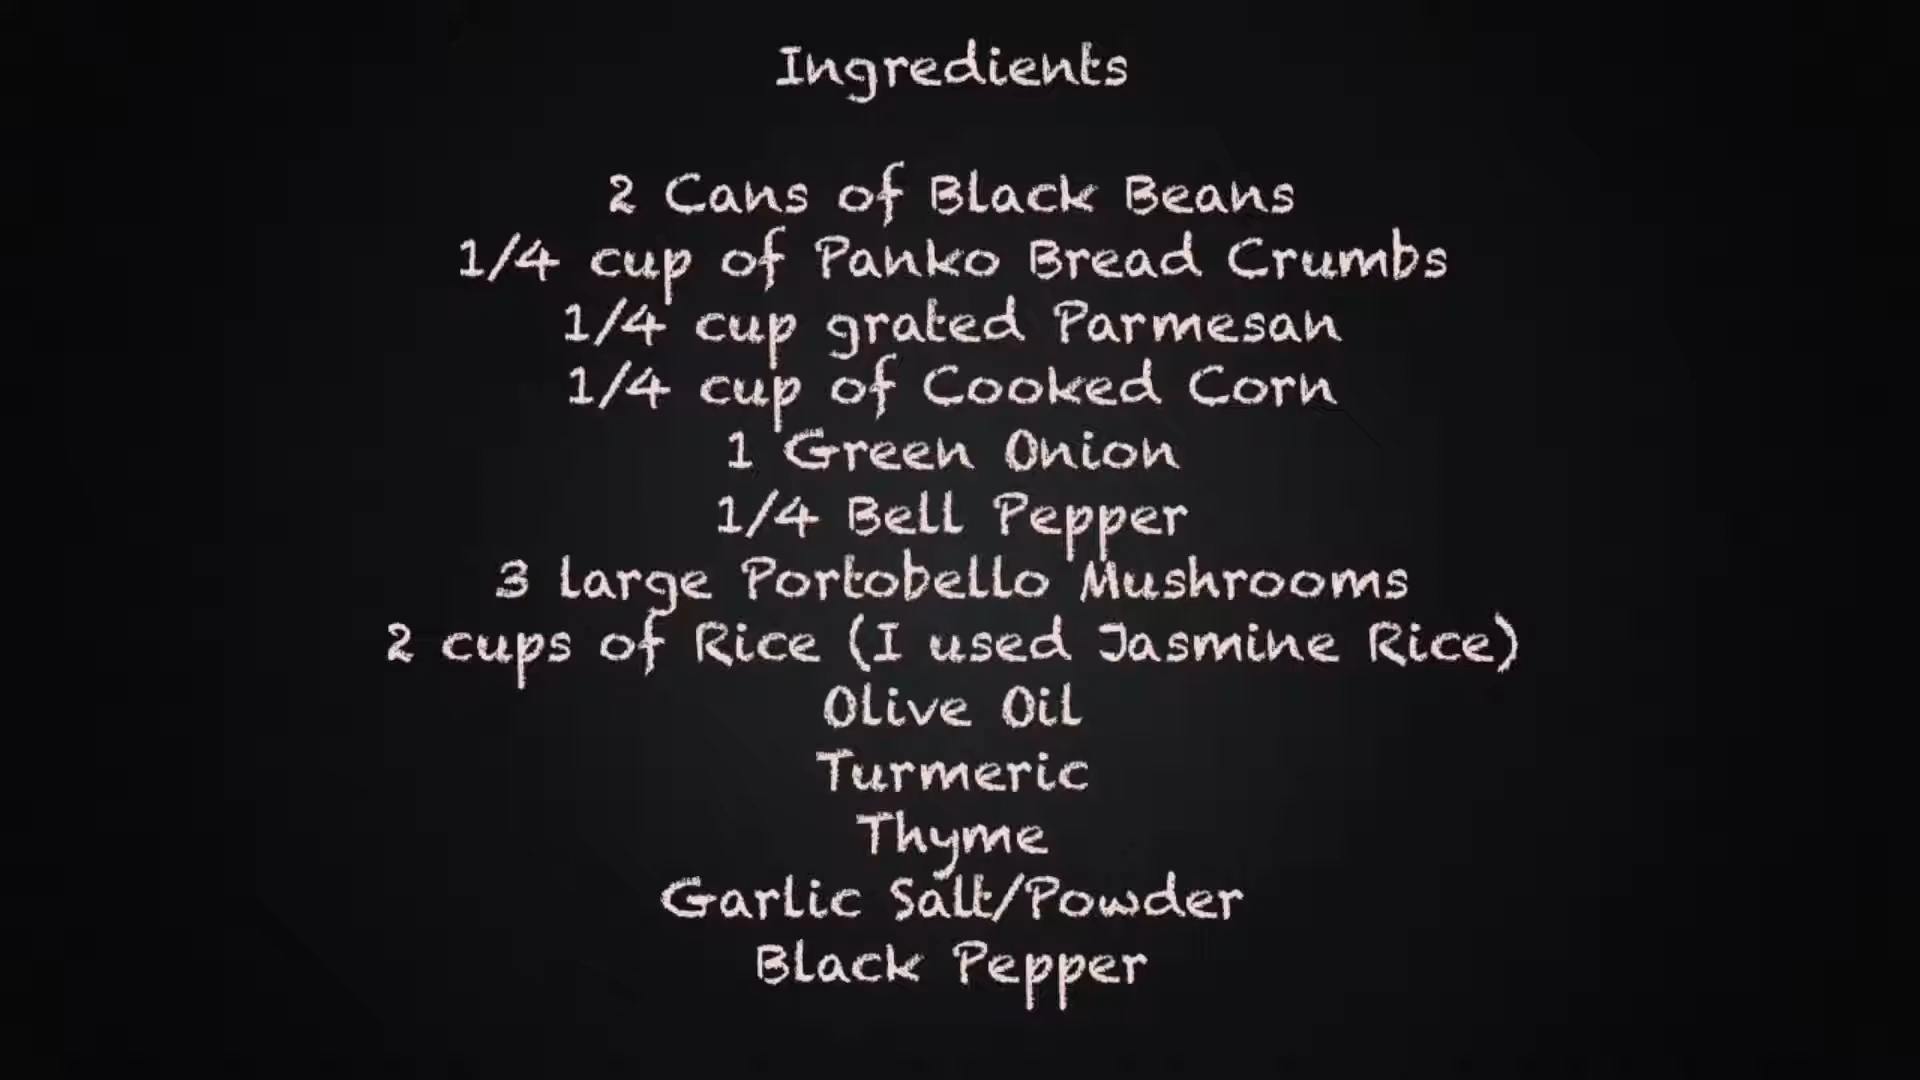 Ingredients
2 Cans of Black Beans
1/4 cup of Panko Bread Crumbs
1/4 cup grated Parmesan
1/4 cup of Cooked Corn
1 Green Onion
1/4 Bell Pepper
3 large Portobello Mushrooms
2 cups of Rice (I used Jasmine Rice)
Olive Oil
Turmeric
Thyme
Garlic Salt/Powder
Black Pepper